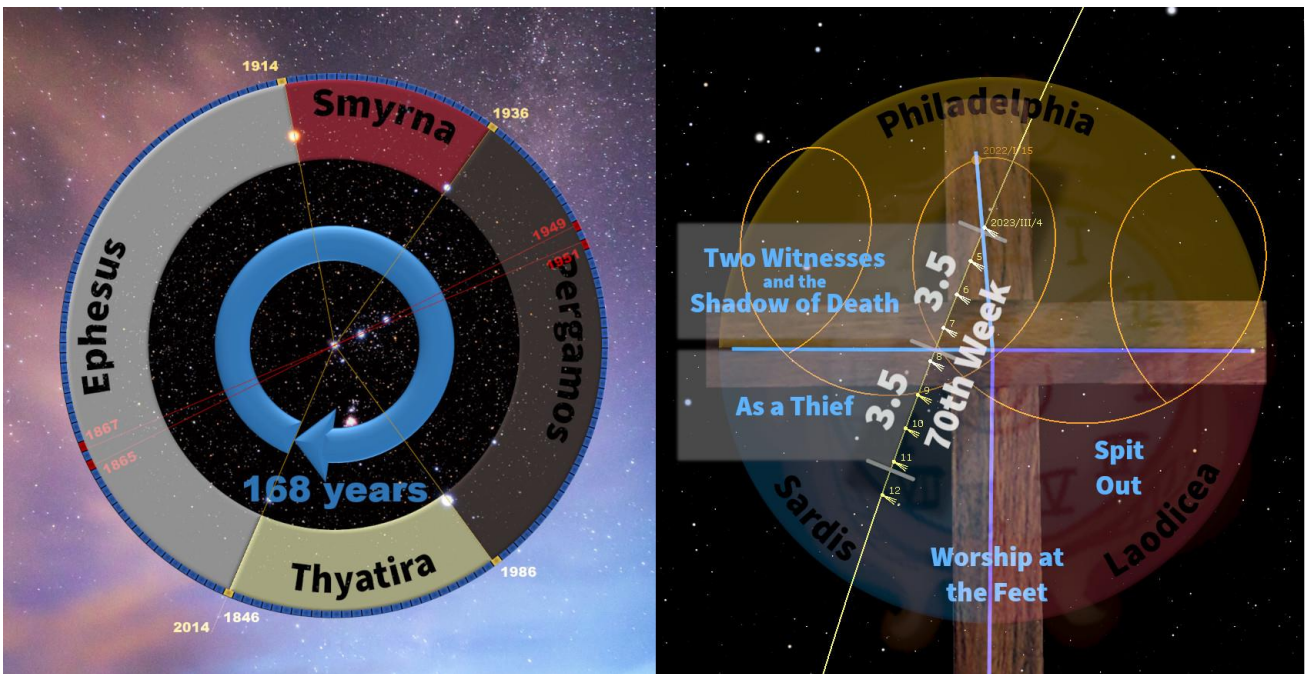 1914
Smyrna
1936
Ephesus
1949
1951
Pergamos
1867
1865
168 years
Thyatira
1986
2014
1846
Philadelphia
2022/I/15
2023/III/4
Two Witnesses
and the
Shadow of Death
3.5
5
6
7
70th Week
8
As a Thief
3.5
9
10
11
12
Spit
Out
Sardis
Laodicea
Worship at
the Feet